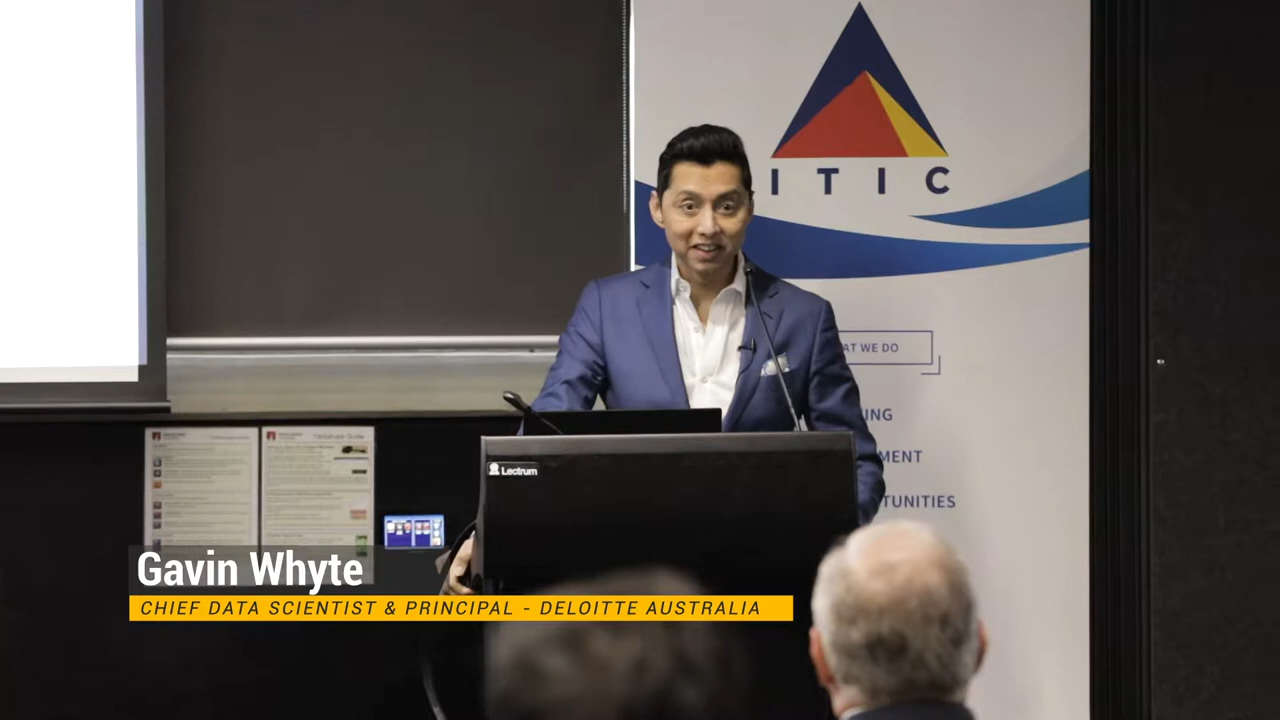 ITIC
AT WE DO
ING
MENT
TUNITIES
Lectrum
Gavin Whyte
CHIEF DATA SCIENTIST & PRINCIPAL - DELOITTE AUSTRALIA